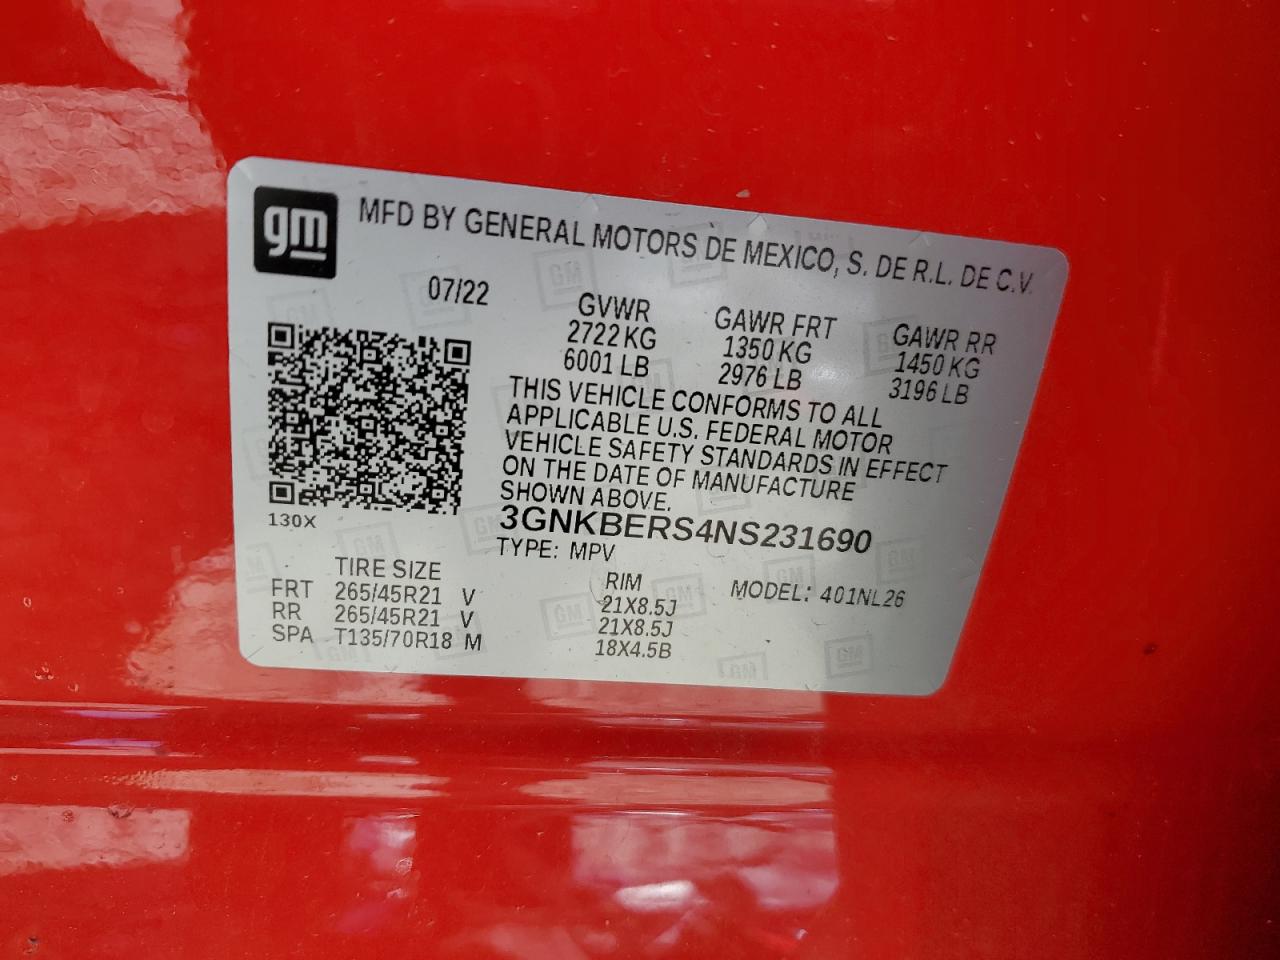 gm MFD BY GENERAL MOTORS DE MEXICO, S. DE R.L. DE C.V.
07/22
GVWR GAWR FRT GAWR RR
2722 KG 1350 KG 1450 KG
6001 LB 2976 LB 3196 LB
THIS VEHICLE CONFORMS TO ALL
APPLICABLE U.S. FEDERAL MOTOR
VEHICLE SAFETY STANDARDS IN EFFECT
ON THE DATE OF MANUFACTURE
SHOWN ABOVE.
130X
3GNKBERS4NS231690
TYPE: MPV
TIRE SIZE RIM MODEL: 401NL26
FRT 265/45R21 V 21X8.5J
RR 265/45R21 V 21X8.5J
SPA T135/70R18 M 18X4.5B